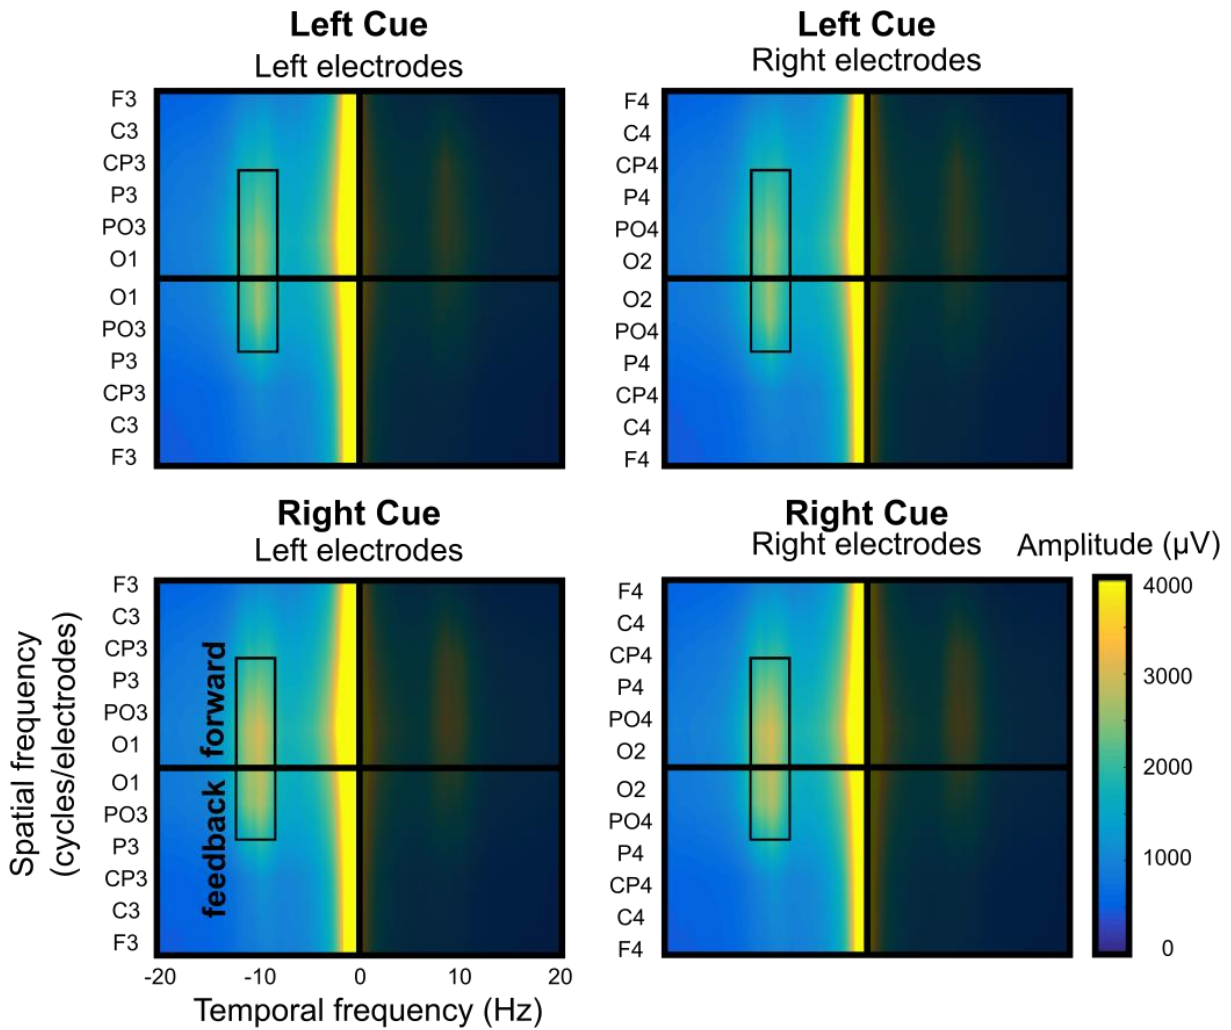 Left Cue
Left electrodes
F3
C3
CP3
P3
PO3
O1
O1
PO3
P3
CP3
C3
F3
Left Cue
Right electrodes
F4
C4
CP4
P4
PO4
O2
O2
PO4
P4
CP4
C4
F4
Right Cue
Left electrodes
Spatial frequency
(cycles/electrodes)
F3
C3
CP3
P3
PO3
O1
O1
PO3
P3
CP3
C3
F3
forward
feedback
-20
-10
0
10
20
Temporal frequency (Hz)
Right Cue
Right electrodes
F4
C4
CP4
P4
PO4
O2
O2
PO4
P4
CP4
C4
F4
Amplitude (µV)
4000
3000
2000
1000
0